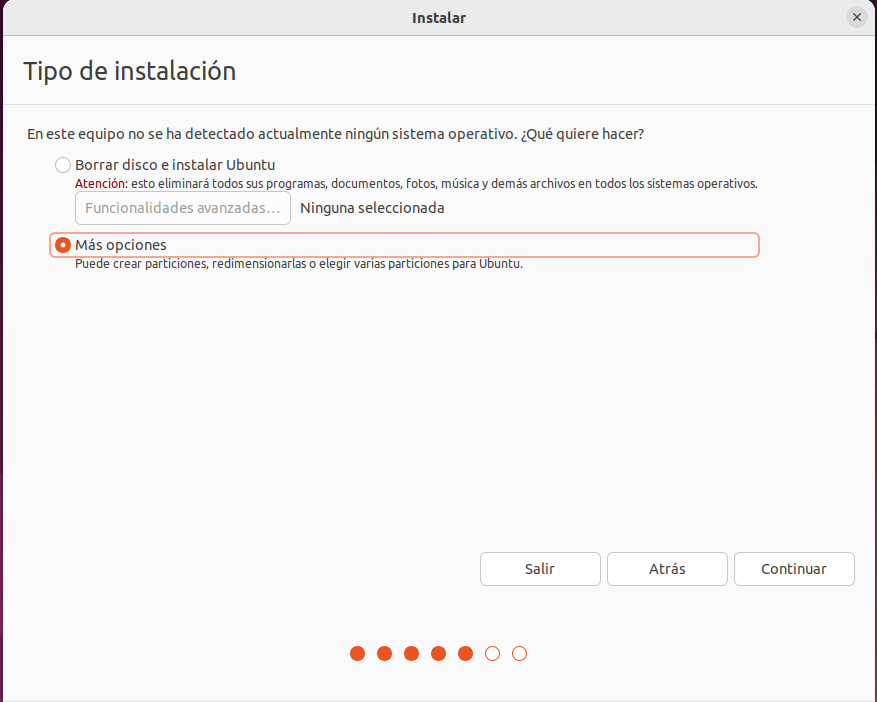 Instalar
Tipo de instalación
En este equipo no se ha detectado actualmente ningún sistema operativo. ¿Qué quiere hacer?
Borrar disco e instalar Ubuntu
Atención: esto eliminará todos sus programas, documentos, fotos, música y demás archivos en todos los sistemas operativos.
Funcionalidades avanzadas... Ninguna seleccionada
Más opciones
Puede crear particiones, redimensionarlas o elegir varias particiones para Ubuntu.
Salir Atrás Continuar